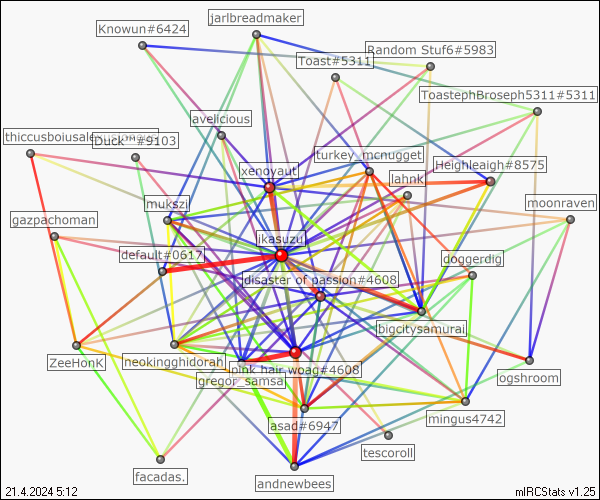 jarlbreadmaker
Knowun#6424
Random Stuf6#5983
Toast#5311
ToastephBroseph5311#5311
avelicious
thiccusboiusale
Duck™#9103
turkey_mcnugget
Heighleigh#8575
xenoyaut
lahnk
mukszi
moonraven
gazpachoman
ikasuzu
default#0617
doggerdig
disaster of passion#4608
bigcitysamurai
ZeeHonK
neokingghidorah
pink hair woag#4608
ogshroom
gregor_samsa
mingus4742
asad#6947
tescoroll
facadas.
andnewbees
21.4.2024 5:12
mIRCStats v1.25